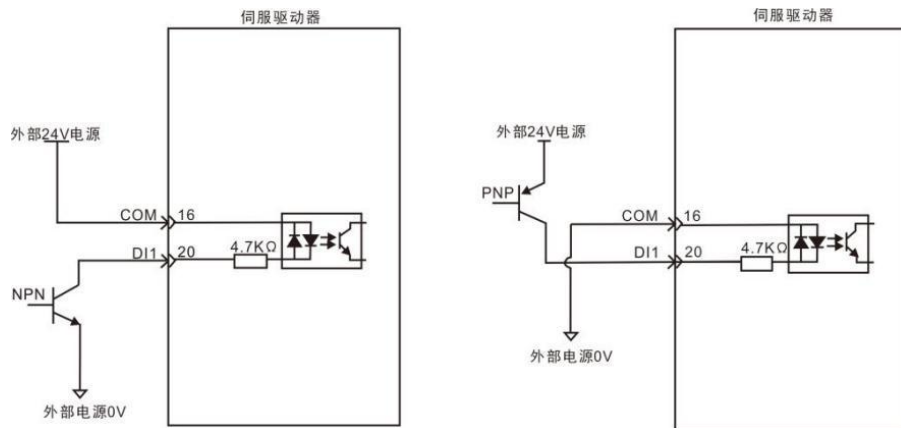 伺服驱动器
外部24V电源
COM
16
DI1
20
4.7KΩ
NPN
外部电源0V
伺服驱动器
外部24V电源
PNP
COM
16
DI1
20
4.7KΩ
外部电源0V